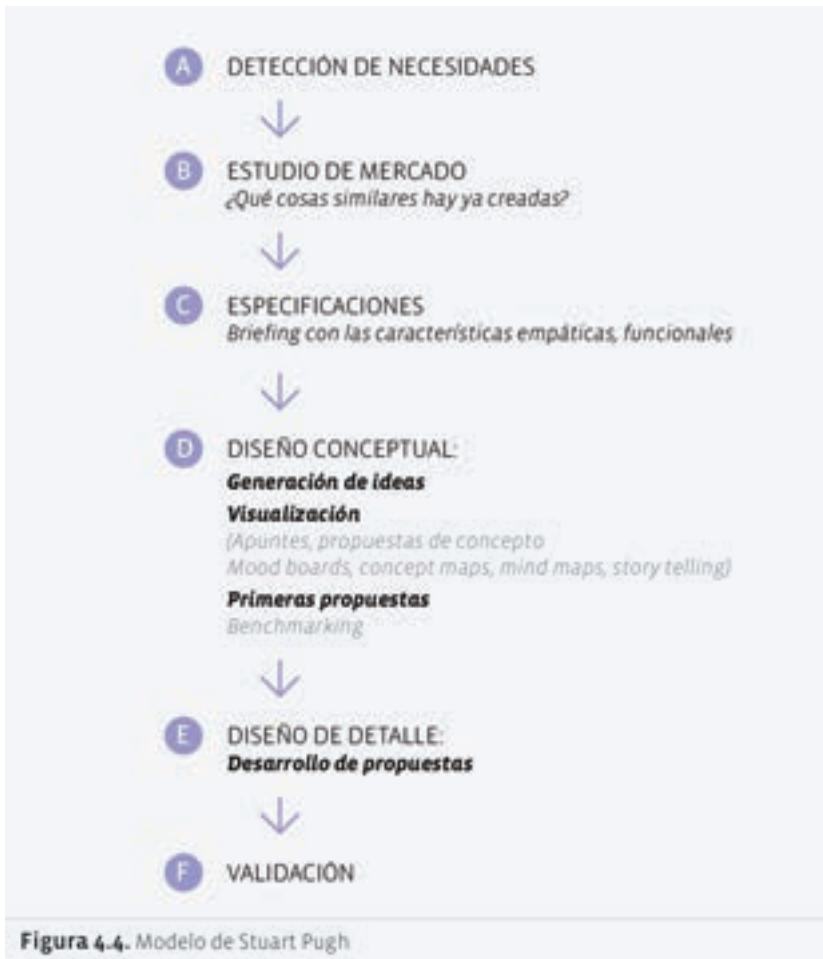 A DETECCIÓN DE NECESIDADES
B ESTUDIO DE MERCADO
¿Qué cosas similares hay ya creadas?
C ESPECIFICACIONES
Briefing con las características empáticas, funcionales
D DISEÑO CONCEPTUAL:
Generación de ideas
Visualización
(Apuntes, propuestas de concepto
Mood boards, concept maps, mind maps, story telling)
Primeras propuestas
Benchmarking
E DISEÑO DE DETALLE:
Desarrollo de propuestas
F VALIDACIÓN
Figura 4.4. Modelo de Stuart Pugh